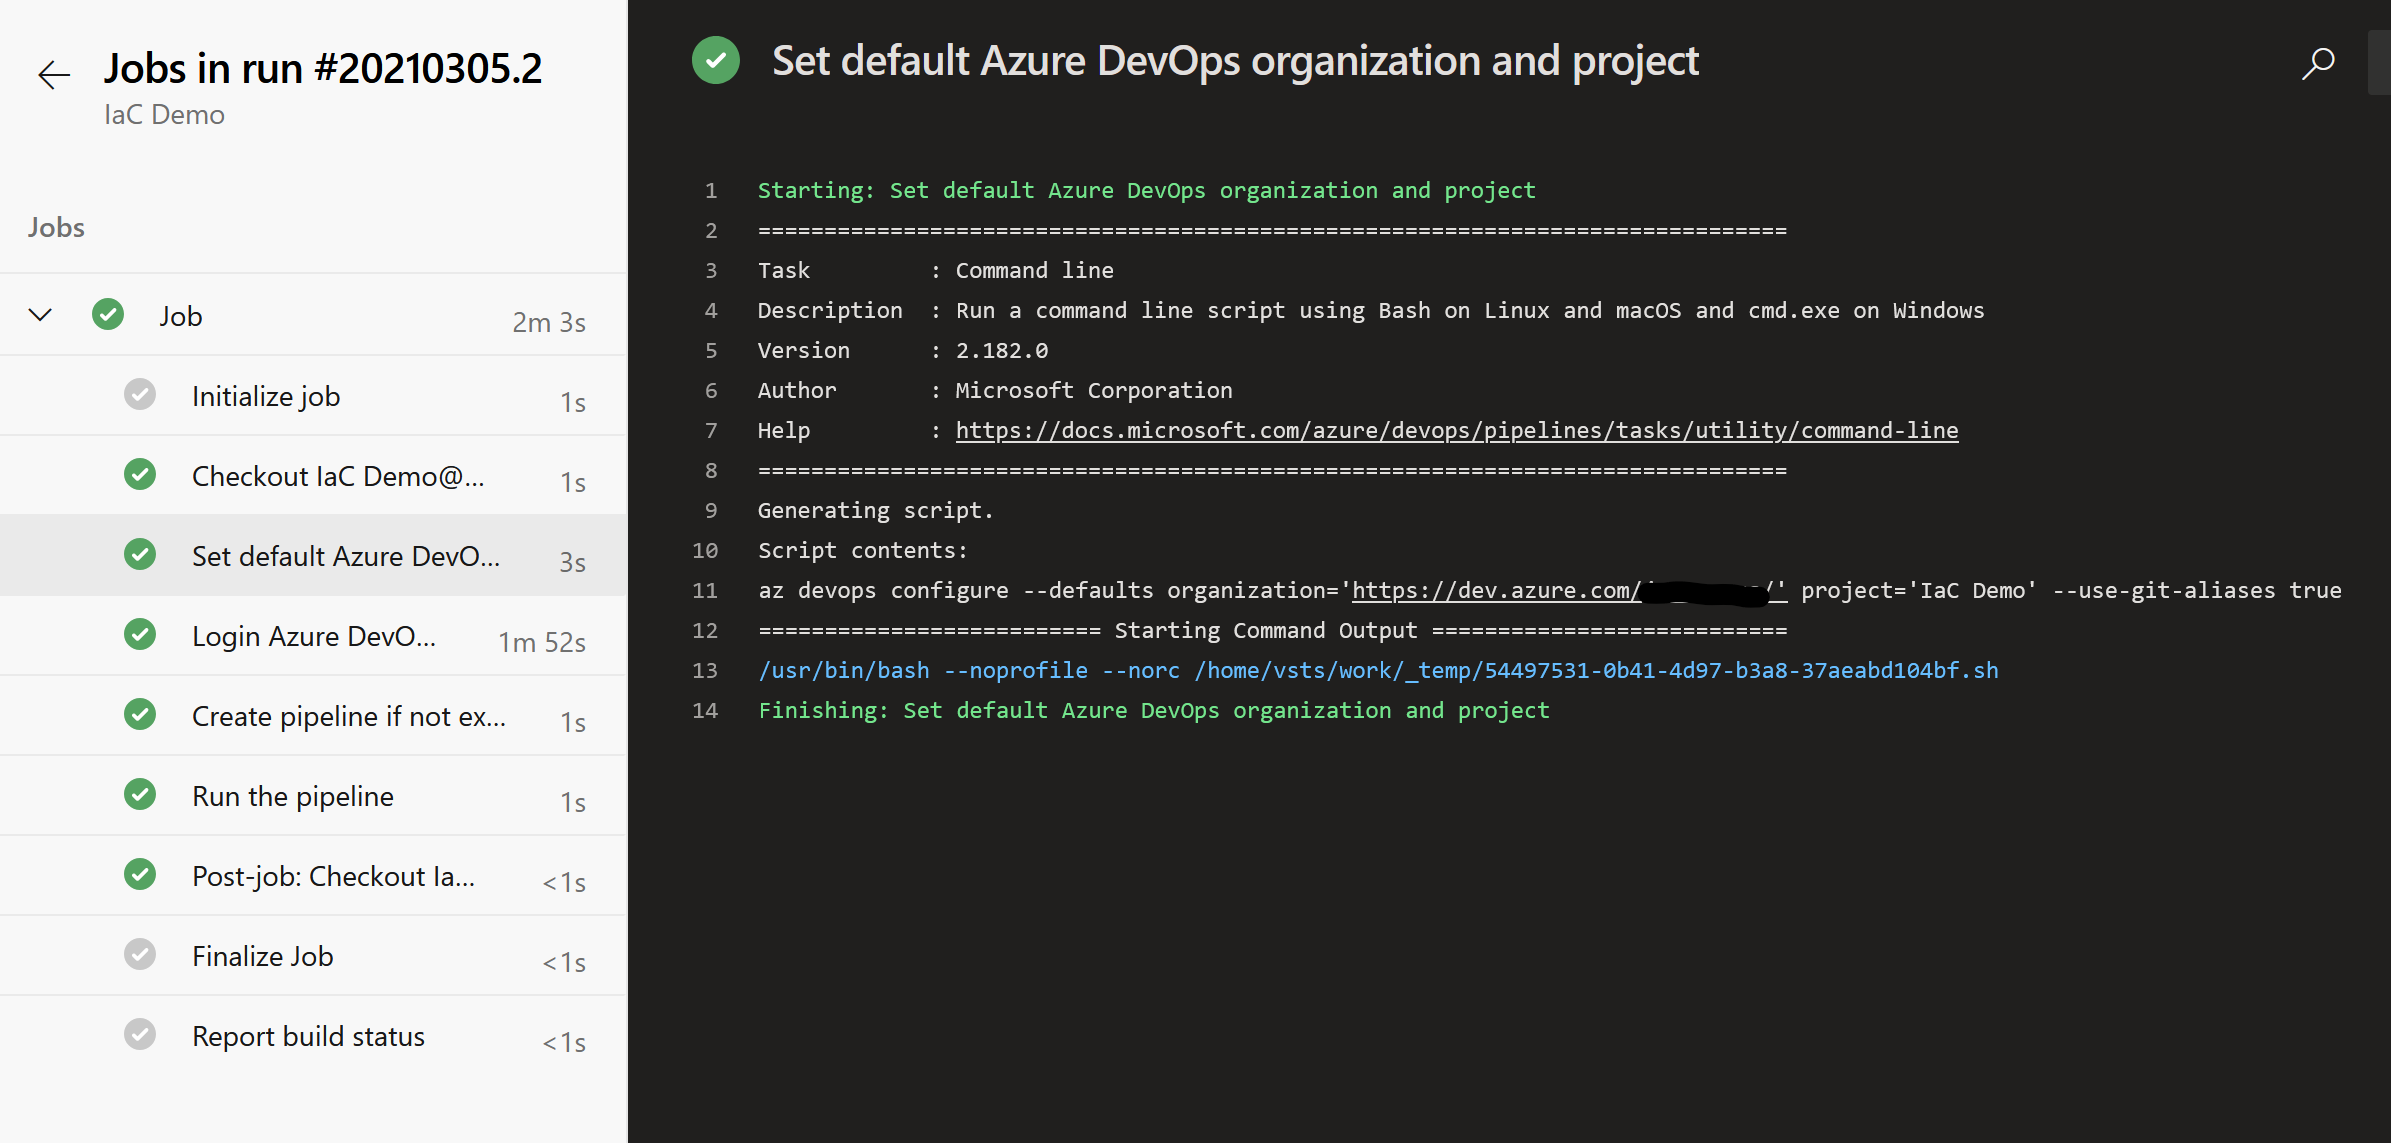 Jobs in run #20210305.2
IaC Demo
Jobs
Job 2m 3s
Initialize job 1s
Checkout IaC Demo@... 1s
Set default Azure DevO... 3s
Login Azure DevO... 1m 52s
Create pipeline if not ex... 1s
Run the pipeline 1s
Post-job: Checkout Ia... <1s
Finalize Job <1s
Report build status <1s
Set default Azure DevOps organization and project
1 Starting: Set default Azure DevOps organization and project
2 ==============================================================================
3 Task         : Command line
4 Description  : Run a command line script using Bash on Linux and macOS and cmd.exe on Windows
5 Version      : 2.182.0
6 Author       : Microsoft Corporation
7 Help         : https://docs.microsoft.com/azure/devops/pipelines/tasks/utility/command-line
8 ==============================================================================
9 Generating script.
10 Script contents:
11 az devops configure --defaults organization='https://dev.azure.com/ /' project='IaC Demo' --use-git-aliases true
12 ========================== Starting Command Output ===========================
13 /usr/bin/bash --noprofile --norc /home/vsts/work/_temp/54497531-0b41-4d97-b3a8-37aeabd104bf.sh
14 Finishing: Set default Azure DevOps organization and project